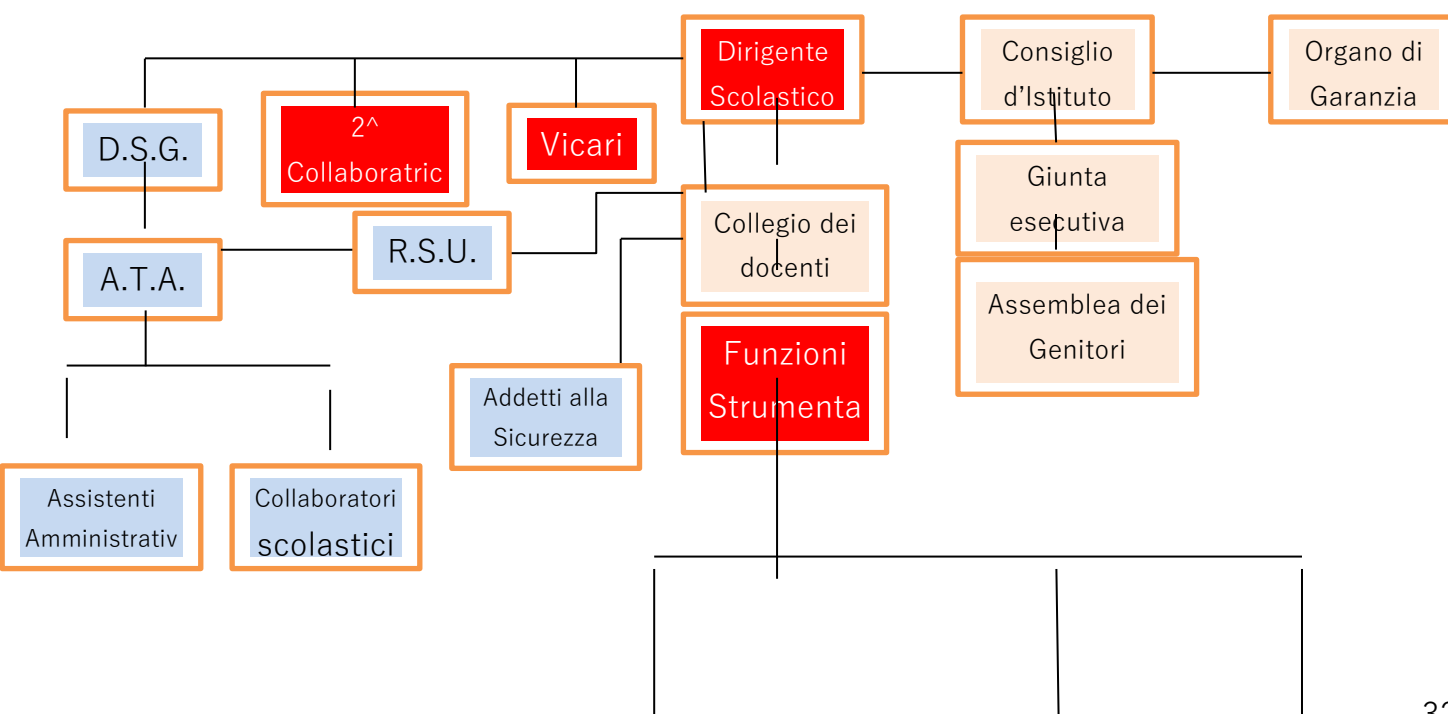 Dirigente
Scolastico
Consiglio
d'Istituto
Organo di
Garanzia
D.S.G.
2^
Collaboratric
Vicari
Giunta
esecutiva
Collegio dei
docenti
R.S.U.
A.T.A.
Assemblea dei
Genitori
Funzioni
Strumenta
Addetti alla
Sicurezza
Assistenti
Amministrativ
Collaboratori
scolastici